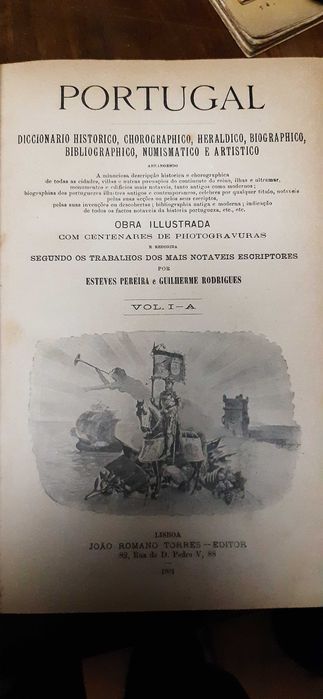 PORTUGAL
DICCIONARIO HISTORICO, CHOROGRAPHICO, HERALDICO, BIOGRAPHICO,
BIBLIOGRAPHICO, NUMISMATICO E ARTISTICO
ABRANGENDO
A minuciosa descripção historica e chorographica
de todas as cidades, villas e outras povoações do continente do reino, ilhas e ultramar,
monumentos e edificios mais notaveis, tanto antigos como modernos;
biographias dos portuguezes illustres antigos e contemporaneos, celebres por qualquer titulo, notaveis
pelas suas acções ou pelos seus escriptos,
pelas suas invenções ou descobertas; bibliographia antiga e moderna; indicação
de todos os factos notaveis da historia portugueza, etc., etc.
OBRA ILLUSTRADA
COM CENTENARES DE PHOTOGRAVURAS
E REDIGIDA
SEGUNDO OS TRABALHOS DOS MAIS NOTAVEIS ESCRIPTORES
POR
ESTEVES PEREIRA e GUILHERME RODRIGUES
VOL. I—A
LISBOA
JOÃO ROMANO TORRES — EDITOR
82, Rua de D. Pedro V, 88
1904